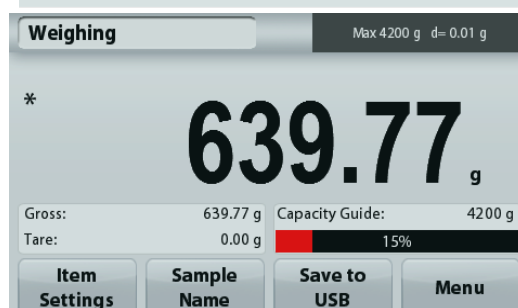 Weighing
Max 4200 g d= 0.01 g
*
639.77 g
Gross: 639.77 g
Tare: 0.00 g
Capacity Guide: 4200 g
15%
Item Settings
Sample Name
Save to USB
Menu